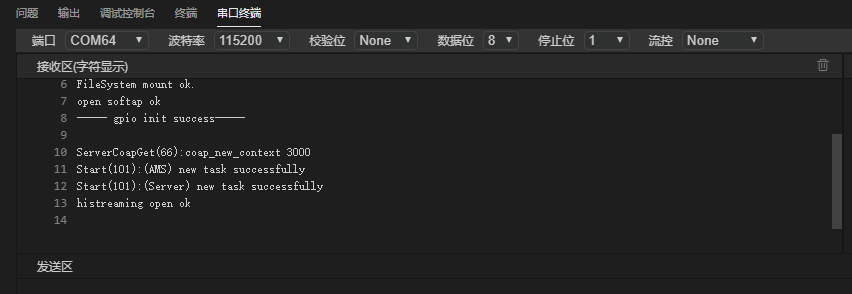 问题 输出 调试控制台 终端 串口终端
端口 COM64 波特率 115200 校验位 None 数据位 8 停止位 1 流控 None
接收区(字符显示)
6 FileSystem mount ok.
7 open softap ok
8 ----- gpio init success-----
9
10 ServerCoapGet(66):coap_new_context 3000
11 Start(101):(AMS) new task successfully
12 Start(101):(Server) new task successfully
13 histreaming open ok
14
发送区